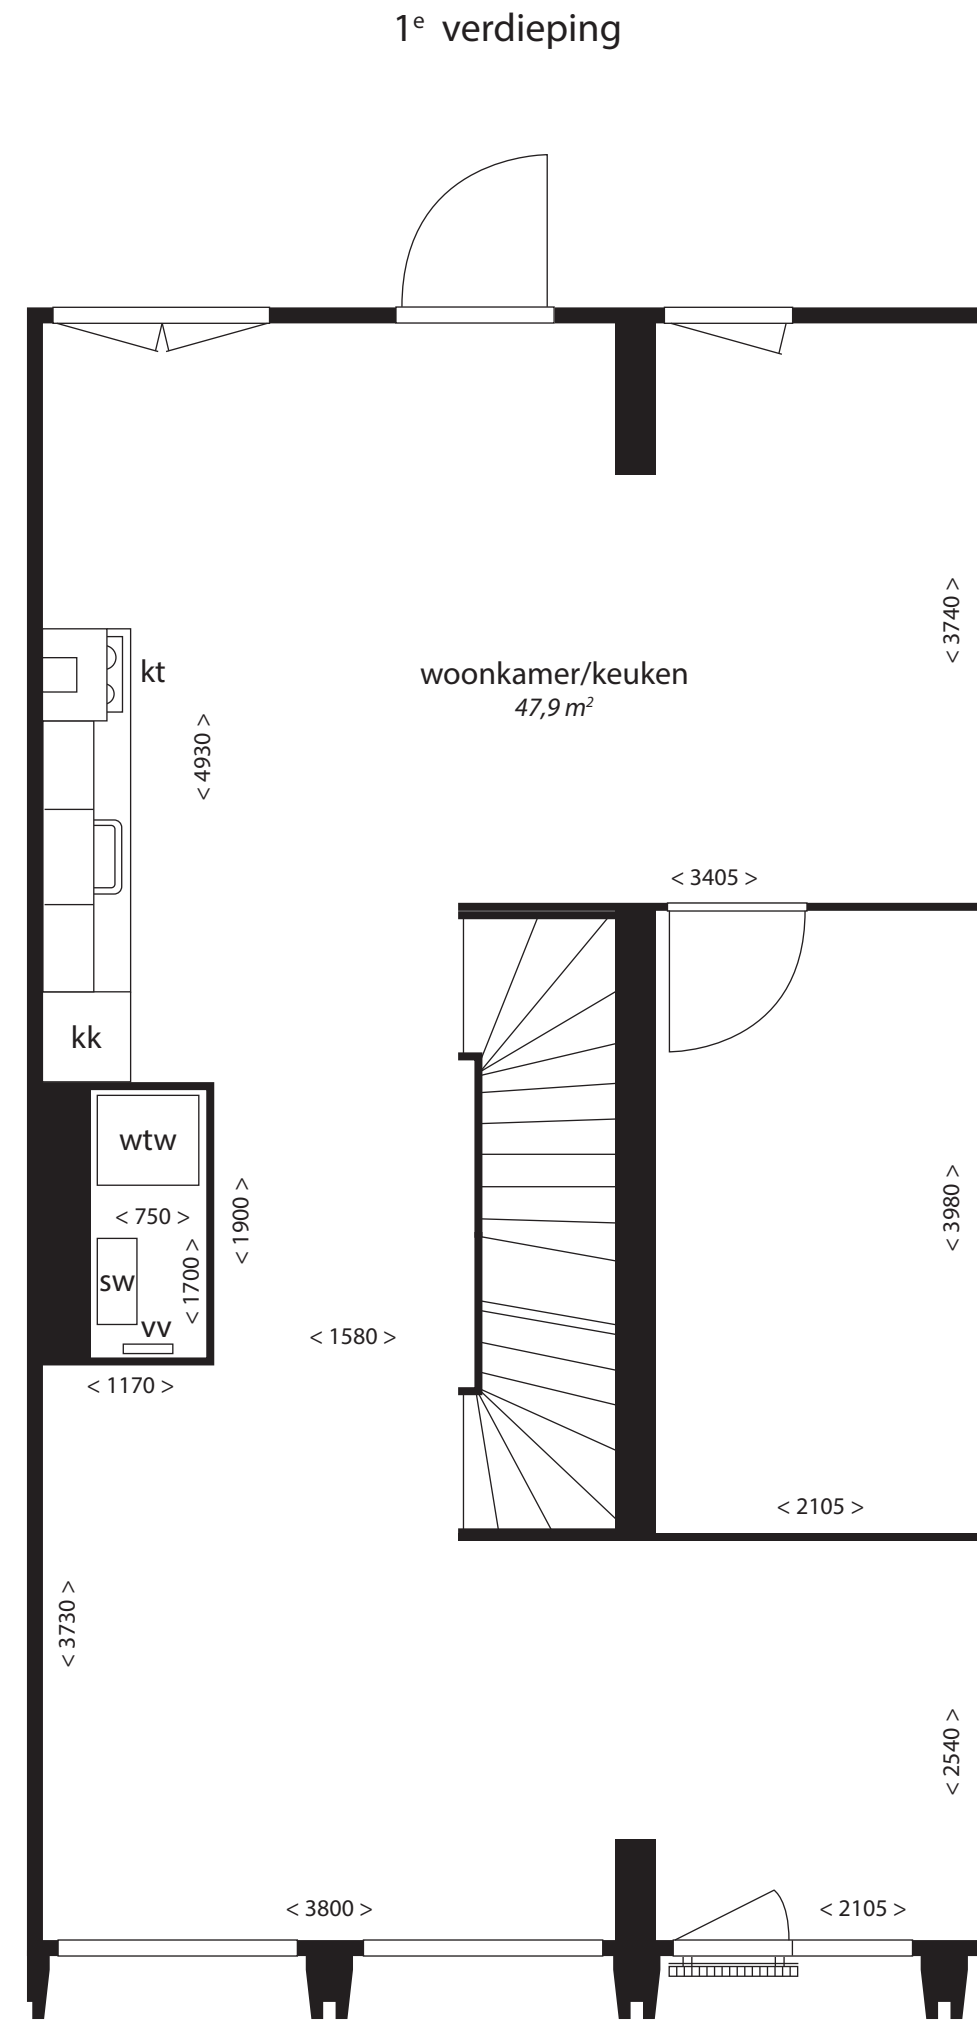 1e verdieping
< 3740 >
kt
woonkamer/keuken
47,9 m²
< 4930 >
< 3405 >
kk
wtw
< 750 >
< 1900 >
< 3980 >
sw
< 1700 >
vv
< 1580 >
< 1170 >
< 2105 >
< 3730 >
< 2540 >
< 3800 >
< 2105 >